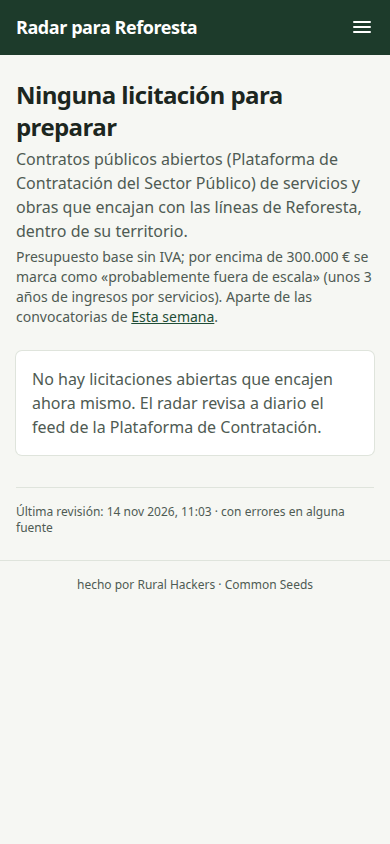 Radar para Reforesta
Ninguna licitación para
preparar
Contratos públicos abiertos (Plataforma de
Contratación del Sector Público) de servicios y
obras que encajan con las líneas de Reforesta,
dentro de su territorio.
Presupuesto base sin IVA; por encima de 300.000 € se
marca como «probablemente fuera de escala» (unos 3
años de ingresos por servicios). Aparte de las
convocatorias de Esta semana.
No hay licitaciones abiertas que encajen
ahora mismo. El radar revisa a diario el
feed de la Plataforma de Contratación.
Última revisión: 14 nov 2026, 11:03 · con errores en alguna
fuente
hecho por Rural Hackers · Common Seeds